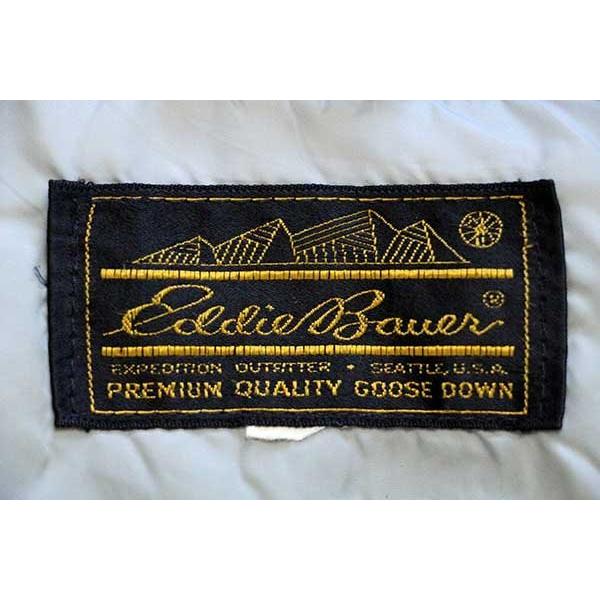 Eddie Bauer ®
EXPEDITION OUTFITTER • SEATTLE, U.S.A.
PREMIUM QUALITY GOOSE DOWN